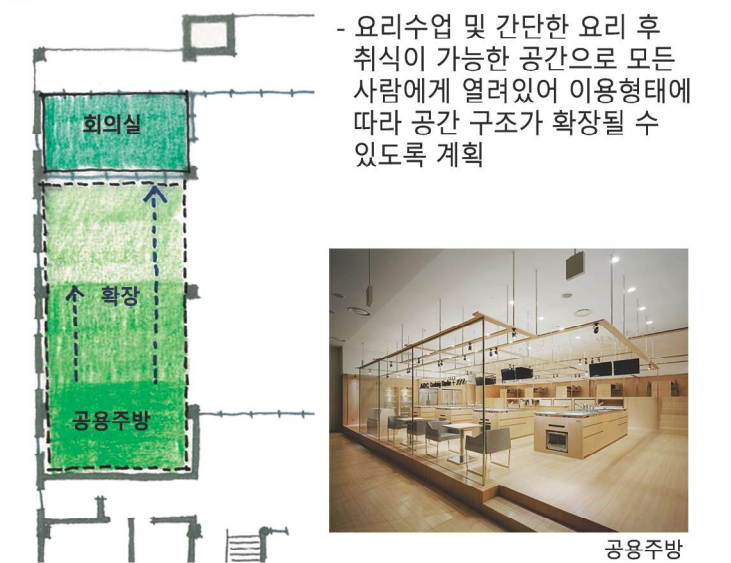 - 요리수업 및 간단한 요리 후
취식이 가능한 공간으로 모든
사람에게 열려있어 이용형태에
따라 공간 구조가 확장될 수
있도록 계획
회의실
확장
공용주방
ABC Cooking Studio
공용주방